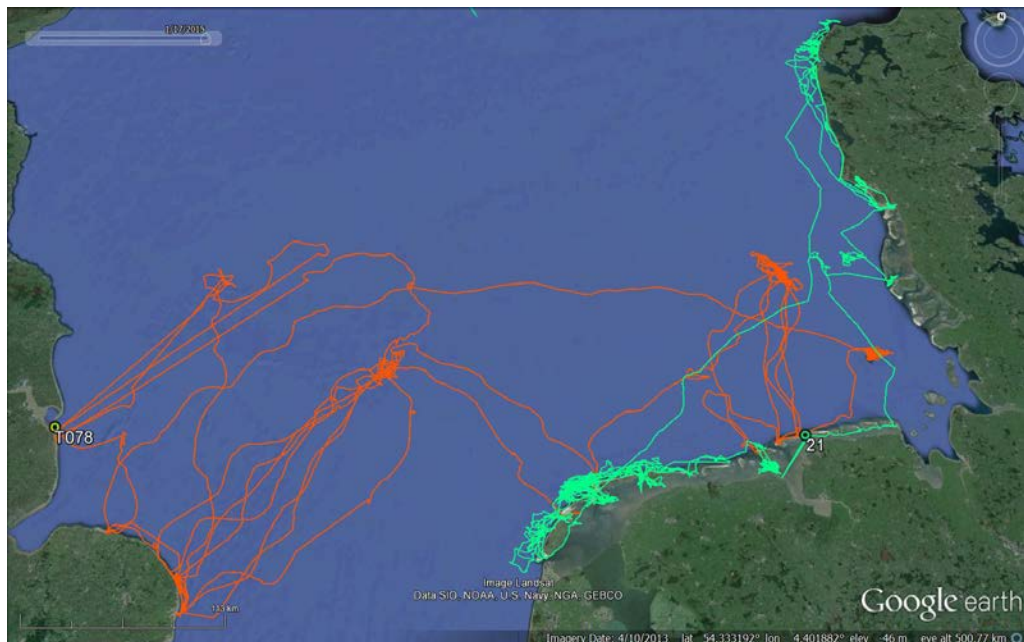 1/17/2015
N
T078
21
113 km
Image Landsat
Data SIO, NOAA, U.S. Navy, NGA, GEBCO
Google earth
Imagery Date: 4/10/2013 lat 54.333192° lon 4.401882° elev -46 m eye alt 500.77 km